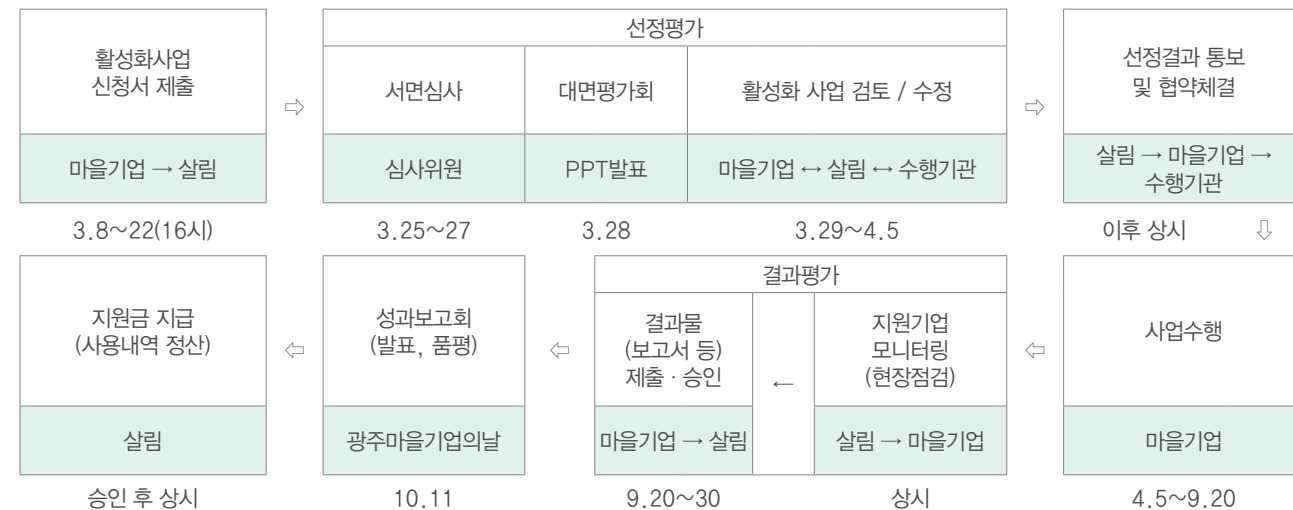 활성화사업
신청서 제출
마을기업 → 살림
3.8~22(16시)
⇨
선정평가
서면심사
심사위원
3.25~27
대면평가회
PPT발표
3.28
활성화 사업 검토 / 수정
마을기업 ↔ 살림 ↔ 수행기관
3.29~4.5
⇨
선정결과 통보
및 협약체결
살림 → 마을기업 →
수행기관
이후 상시 ⇩
사업수행
마을기업
4.5~9.20
⇦
결과평가
지원기업
모니터링
(현장점검)
살림 → 마을기업
상시
←
결과물
(보고서 등)
제출 · 승인
마을기업 → 살림
9.20~30
⇦
성과보고회
(발표, 품평)
광주마을기업의날
10.11
⇦
지원금 지급
(사용내역 정산)
살림
승인 후 상시